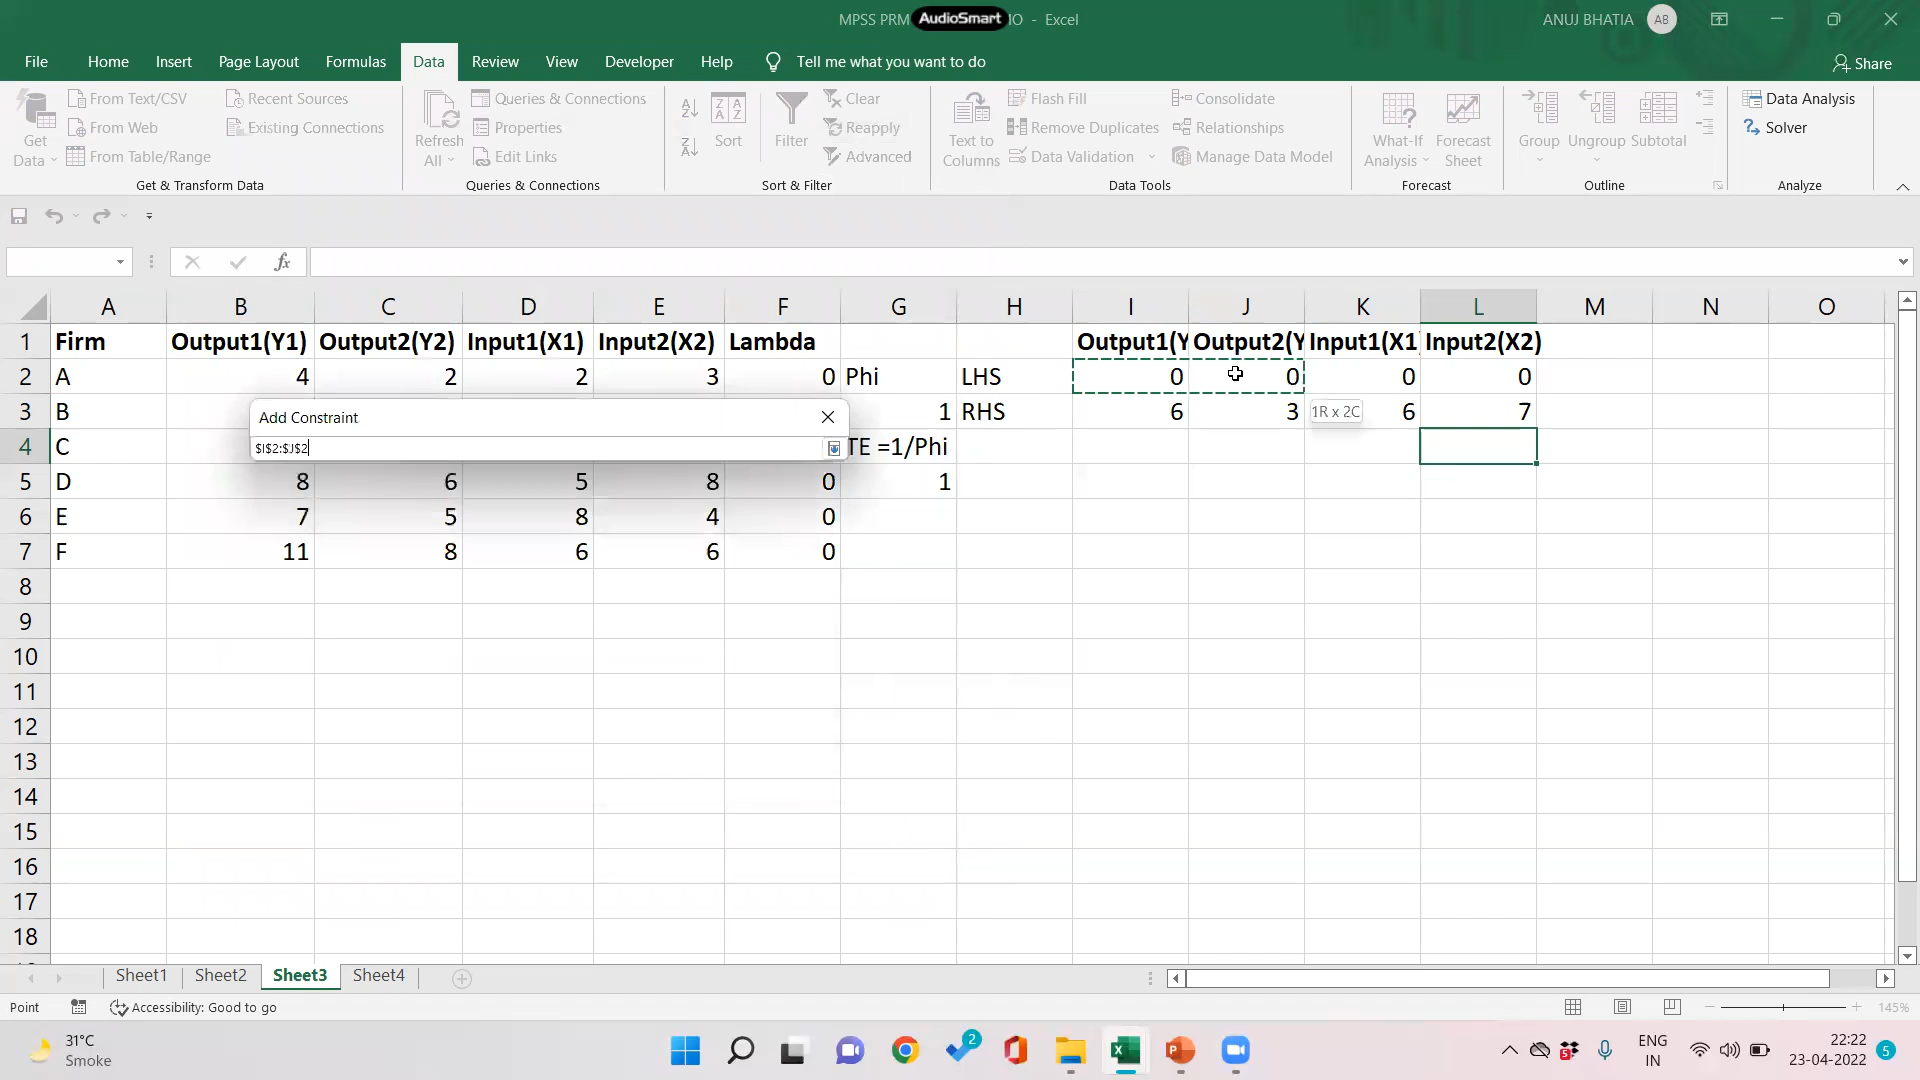 MPSS PRM AudioSmart IO - Excel
ANUJ BHATIA AB
File Home Insert Page Layout Formulas Data Review View Developer Help Tell me what you want to do Share
Get Data
From Text/CSV
From Web
From Table/Range
Recent Sources
Existing Connections
Get & Transform Data
Refresh All
Queries & Connections
Properties
Edit Links
Queries & Connections
Sort
Filter
Clear
Reapply
Advanced
Sort & Filter
Text to Columns
Flash Fill
Remove Duplicates
Data Validation
Consolidate
Relationships
Manage Data Model
Data Tools
What-If Analysis
Forecast Sheet
Forecast
Group
Ungroup
Subtotal
Outline
Data Analysis
Solver
Analyze
fx
A B C D E F G H I J K L M N O
1 Firm Output1(Y1) Output2(Y2) Input1(X1) Input2(X2) Lambda Output1(Y Output2(Y Input1(X1 Input2(X2)
2 A 4 2 2 3 0 Phi LHS 0 0 0 0
3 B 1 RHS 6 3 6 7
1R x 2C
Add Constraint
$I$2:$J$2
4 C TE =1/Phi
5 D 8 6 5 8 0 1
6 E 7 5 8 4 0
7 F 11 8 6 6 0
8
9
10
11
12
13
14
15
16
17
18
Sheet1 Sheet2 Sheet3 Sheet4
Point Accessibility: Good to go 145%
31°C
Smoke
2
5
ENG
IN
22:22
23-04-2022
5